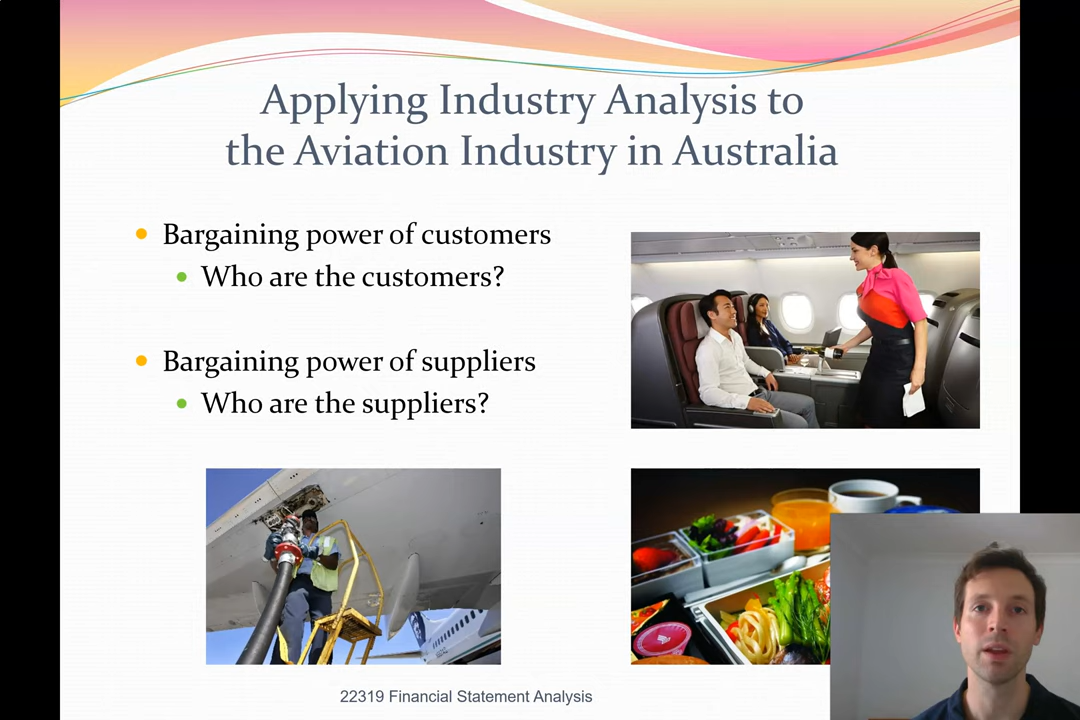 Applying Industry Analysis to
the Aviation Industry in Australia
Bargaining power of customers
Who are the customers?
Bargaining power of suppliers
Who are the suppliers?
22319 Financial Statement Analysis